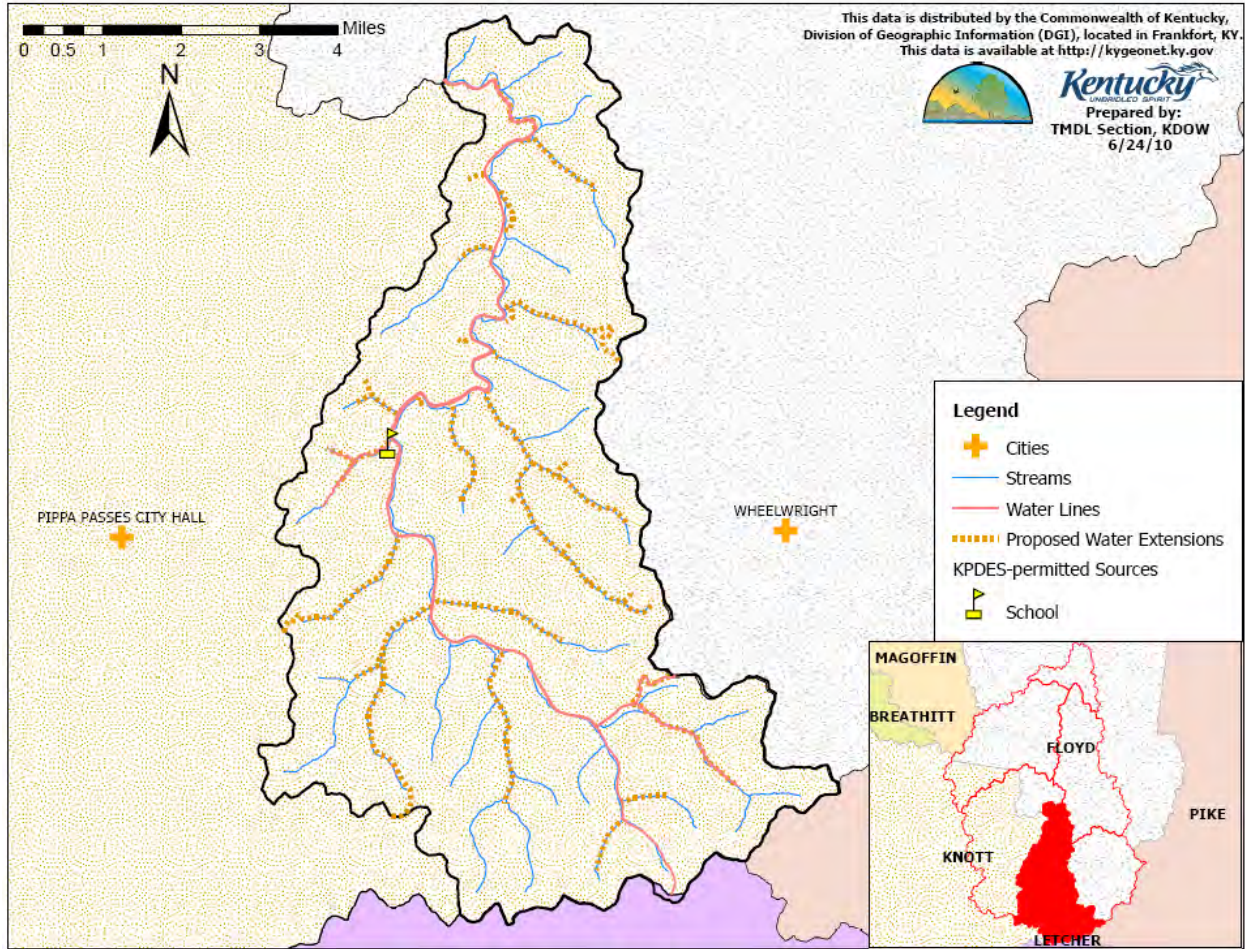 0 0.5 1 2 3 4 Miles
N
This data is distributed by the Commonwealth of Kentucky,
Division of Geographic Information (DGI), located in Frankfort, KY.
This data is available at http://kygeonet.ky.gov
Kentucky
UNBRIDLED SPIRIT
Prepared by:
TMDL Section, KDOW
6/24/10
PIPPA PASSES CITY HALL
WHEELWRIGHT
Legend
Cities
Streams
Water Lines
Proposed Water Extensions
KPDES-permitted Sources
School
MAGOFFIN
BREATHITT
FLOYD
PIKE
KNOTT
LETCHER